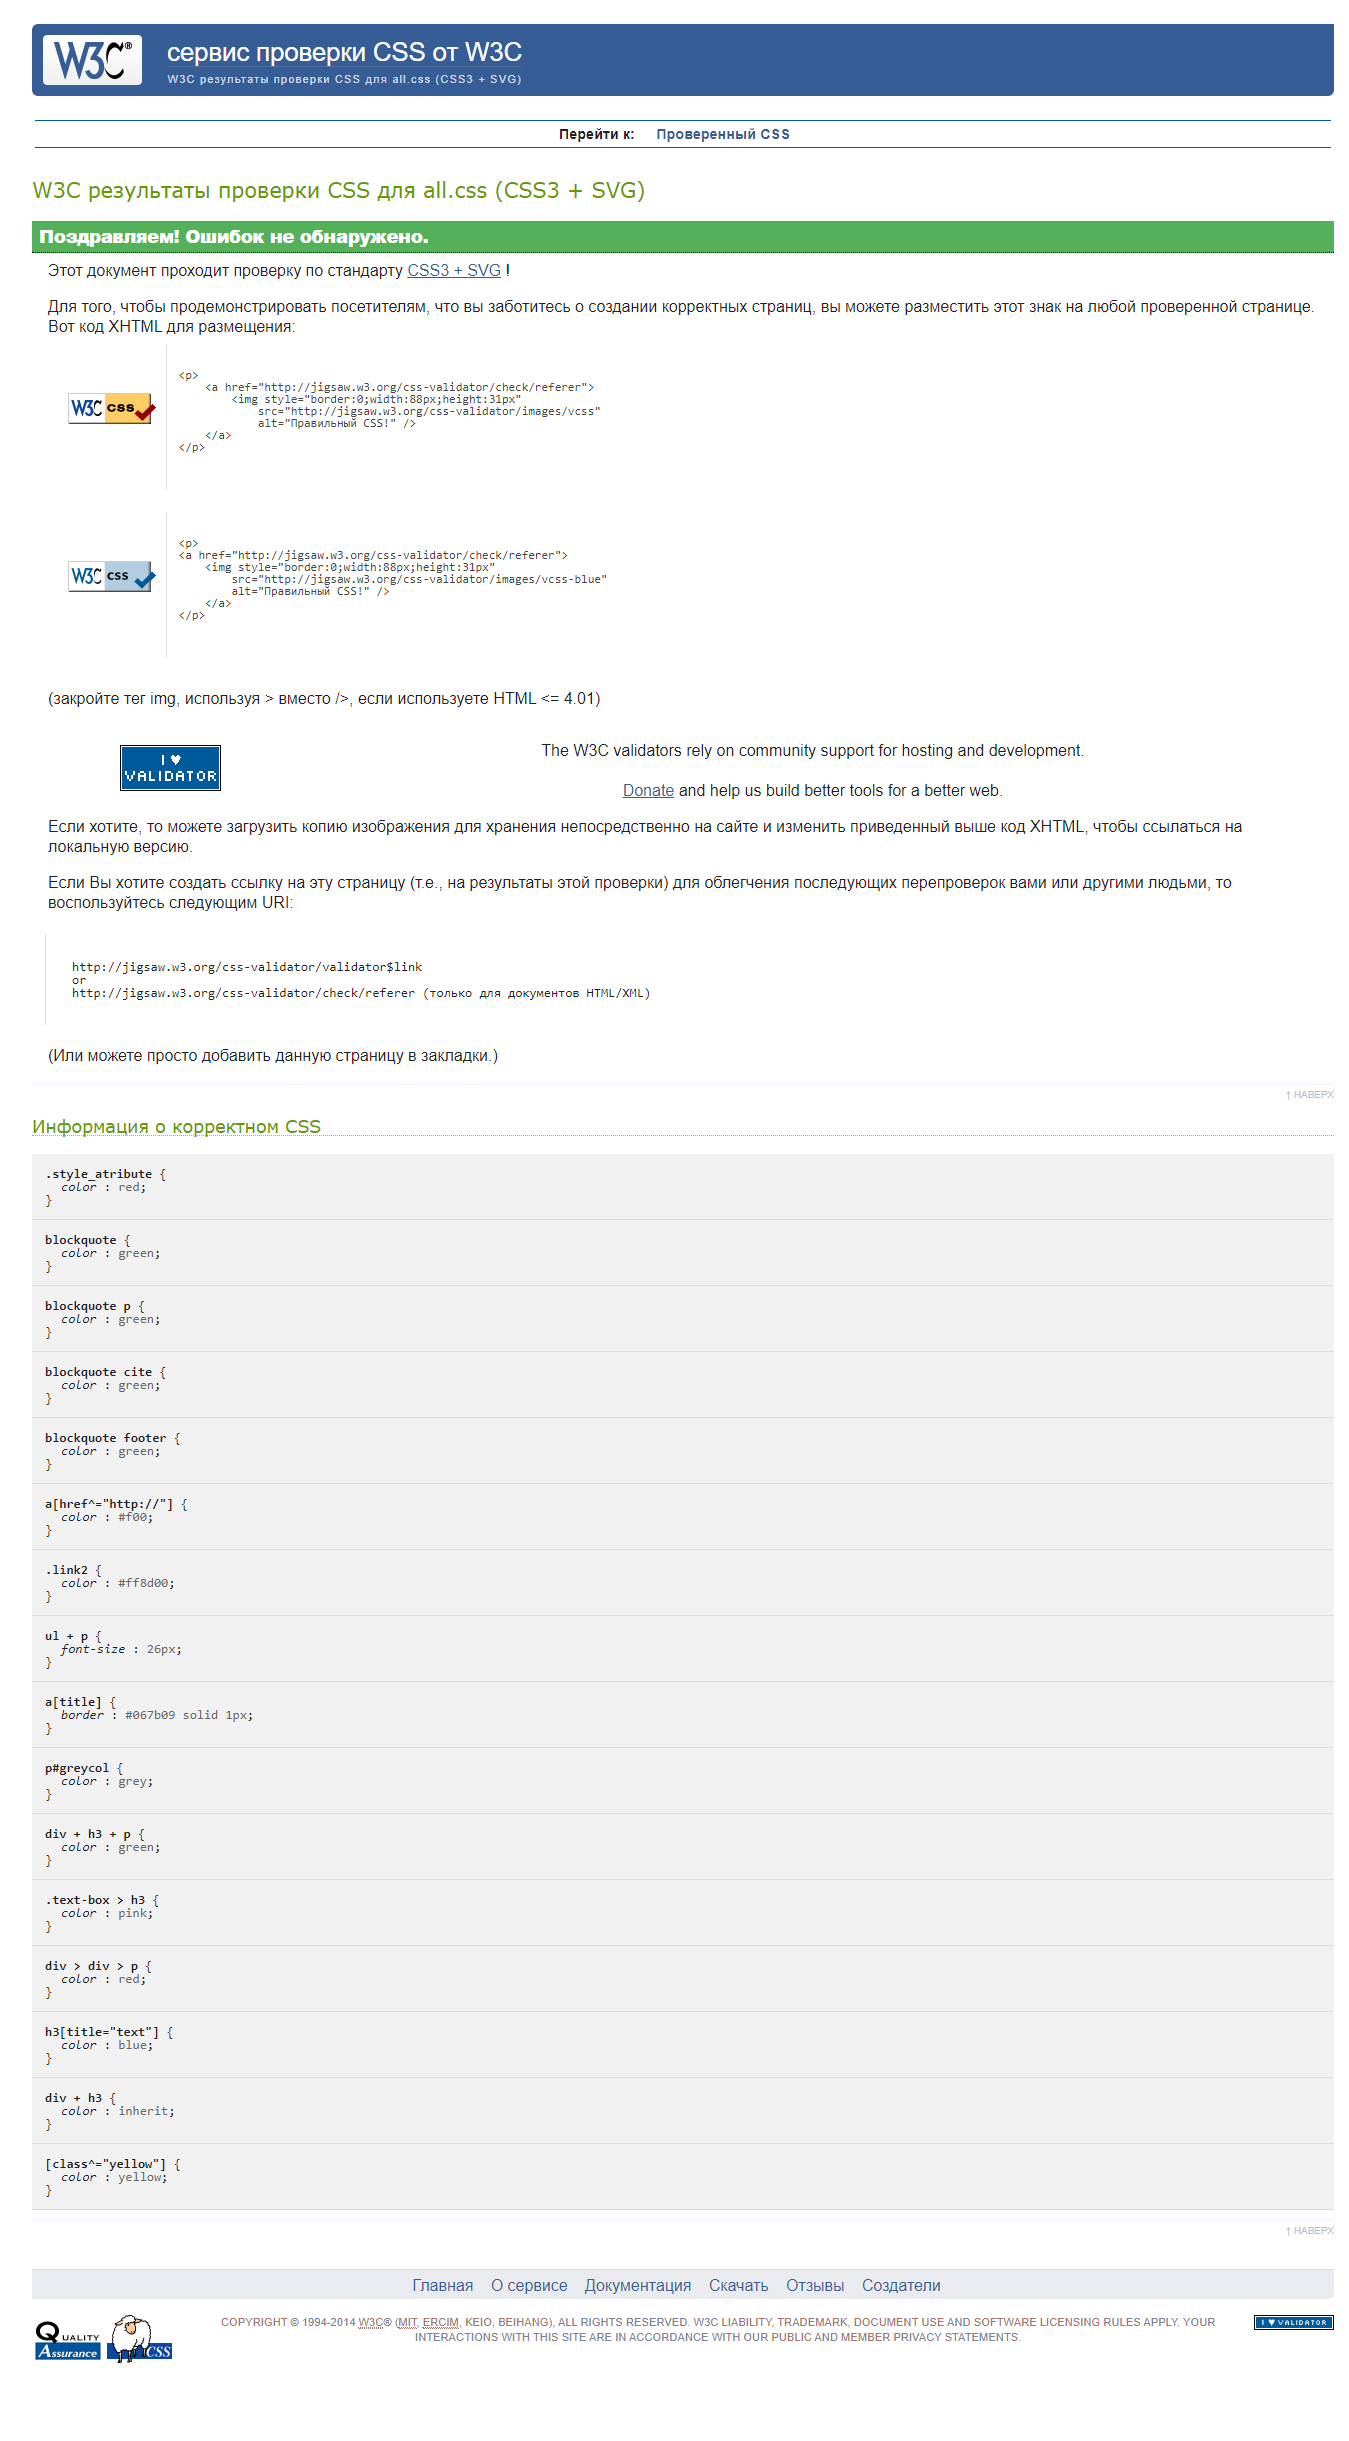 W3C®
сервис проверки CSS от W3C
W3C результаты проверки CSS для all.css (CSS3 + SVG)
Перейти к: Проверенный CSS
W3C результаты проверки CSS для all.css (CSS3 + SVG)
Поздравляем! Ошибок не обнаружено.
Этот документ проходит проверку по стандарту CSS3 + SVG !
Для того, чтобы продемонстрировать посетителям, что вы заботитесь о создании корректных страниц, вы можете разместить этот знак на любой проверенной странице.
Вот код XHTML для размещения:
W3C css
<p>
    <a href="http://jigsaw.w3.org/css-validator/check/referer">
        <img style="border:0;width:88px;height:31px"
            src="http://jigsaw.w3.org/css-validator/images/vcss"
            alt="Правильный CSS!" />
    </a>
</p>
W3C css
<p>
<a href="http://jigsaw.w3.org/css-validator/check/referer">
    <img style="border:0;width:88px;height:31px"
        src="http://jigsaw.w3.org/css-validator/images/vcss-blue"
        alt="Правильный CSS!" />
    </a>
</p>
(закройте тег img, используя > вместо />, если используете HTML <= 4.01)
I ♥
VALIDATOR
The W3C validators rely on community support for hosting and development.
Donate and help us build better tools for a better web.
Если хотите, то можете загрузить копию изображения для хранения непосредственно на сайте и изменить приведенный выше код XHTML, чтобы ссылаться на
локальную версию.
Если Вы хотите создать ссылку на эту страницу (т.е., на результаты этой проверки) для облегчения последующих перепроверок вами или другими людьми, то
воспользуйтесь следующим URI:
http://jigsaw.w3.org/css-validator/validator$link
or
http://jigsaw.w3.org/css-validator/check/referer (только для документов HTML/XML)
(Или можете просто добавить данную страницу в закладки.)
↑ НАВЕРХ
Информация о корректном CSS
.style_atribute {
  color : red;
}
blockquote {
  color : green;
}
blockquote p {
  color : green;
}
blockquote cite {
  color : green;
}
blockquote footer {
  color : green;
}
a[href^="http://"] {
  color : #f00;
}
.link2 {
  color : #ff8d00;
}
ul + p {
  font-size : 26px;
}
a[title] {
  border : #067b09 solid 1px;
}
p#greycol {
  color : grey;
}
div + h3 + p {
  color : green;
}
.text-box > h3 {
  color : pink;
}
div > div > p {
  color : red;
}
h3[title="text"] {
  color : blue;
}
div + h3 {
  color : inherit;
}
[class^="yellow"] {
  color : yellow;
}
↑ НАВЕРХ
Главная О сервисе Документация Скачать Отзывы Создатели
QUALITY
Assurance
CSS
COPYRIGHT © 1994-2014 W3C® (MIT, ERCIM, KEIO, BEIHANG), ALL RIGHTS RESERVED. W3C LIABILITY, TRADEMARK, DOCUMENT USE AND SOFTWARE LICENSING RULES APPLY. YOUR
INTERACTIONS WITH THIS SITE ARE IN ACCORDANCE WITH OUR PUBLIC AND MEMBER PRIVACY STATEMENTS.
I ♥ VALIDATOR